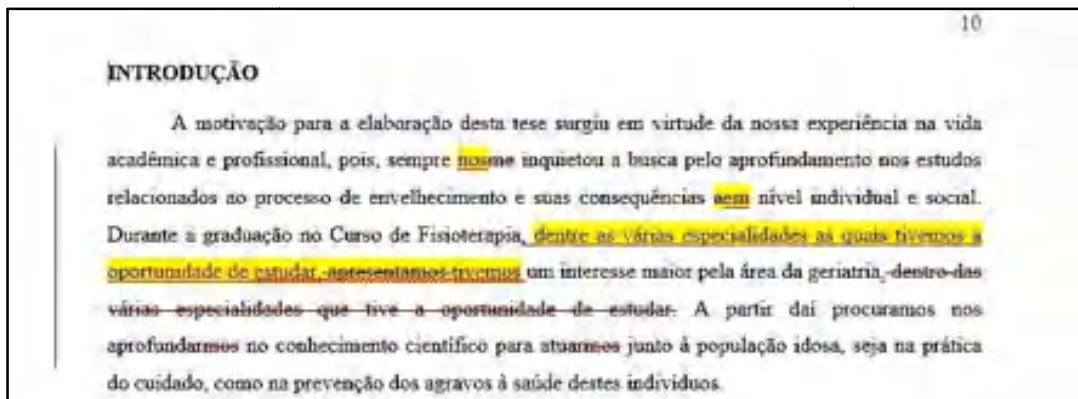 10
INTRODUÇÃO
A motivação para a elaboração desta tese surgiu em virtude da nossa experiência na vida
acadêmica e profissional, pois, sempre nosme inquietou a busca pelo aprofundamento nos estudos
relacionados ao processo de envelhecimento e suas consequências aem nível individual e social.
Durante a graduação no Curso de Fisioterapia, dentre as várias especialidades as quais tivemos a
oportunidade de estudar, apresentamos tivemos um interesse maior pela área da geriatria, dentro das
várias especialidades que tive a oportunidade de estudar. A partir daí procuramos nos
aprofundarmos no conhecimento científico para atuarmos junto à população idosa, seja na prática
do cuidado, como na prevenção dos agravos à saúde destes indivíduos.